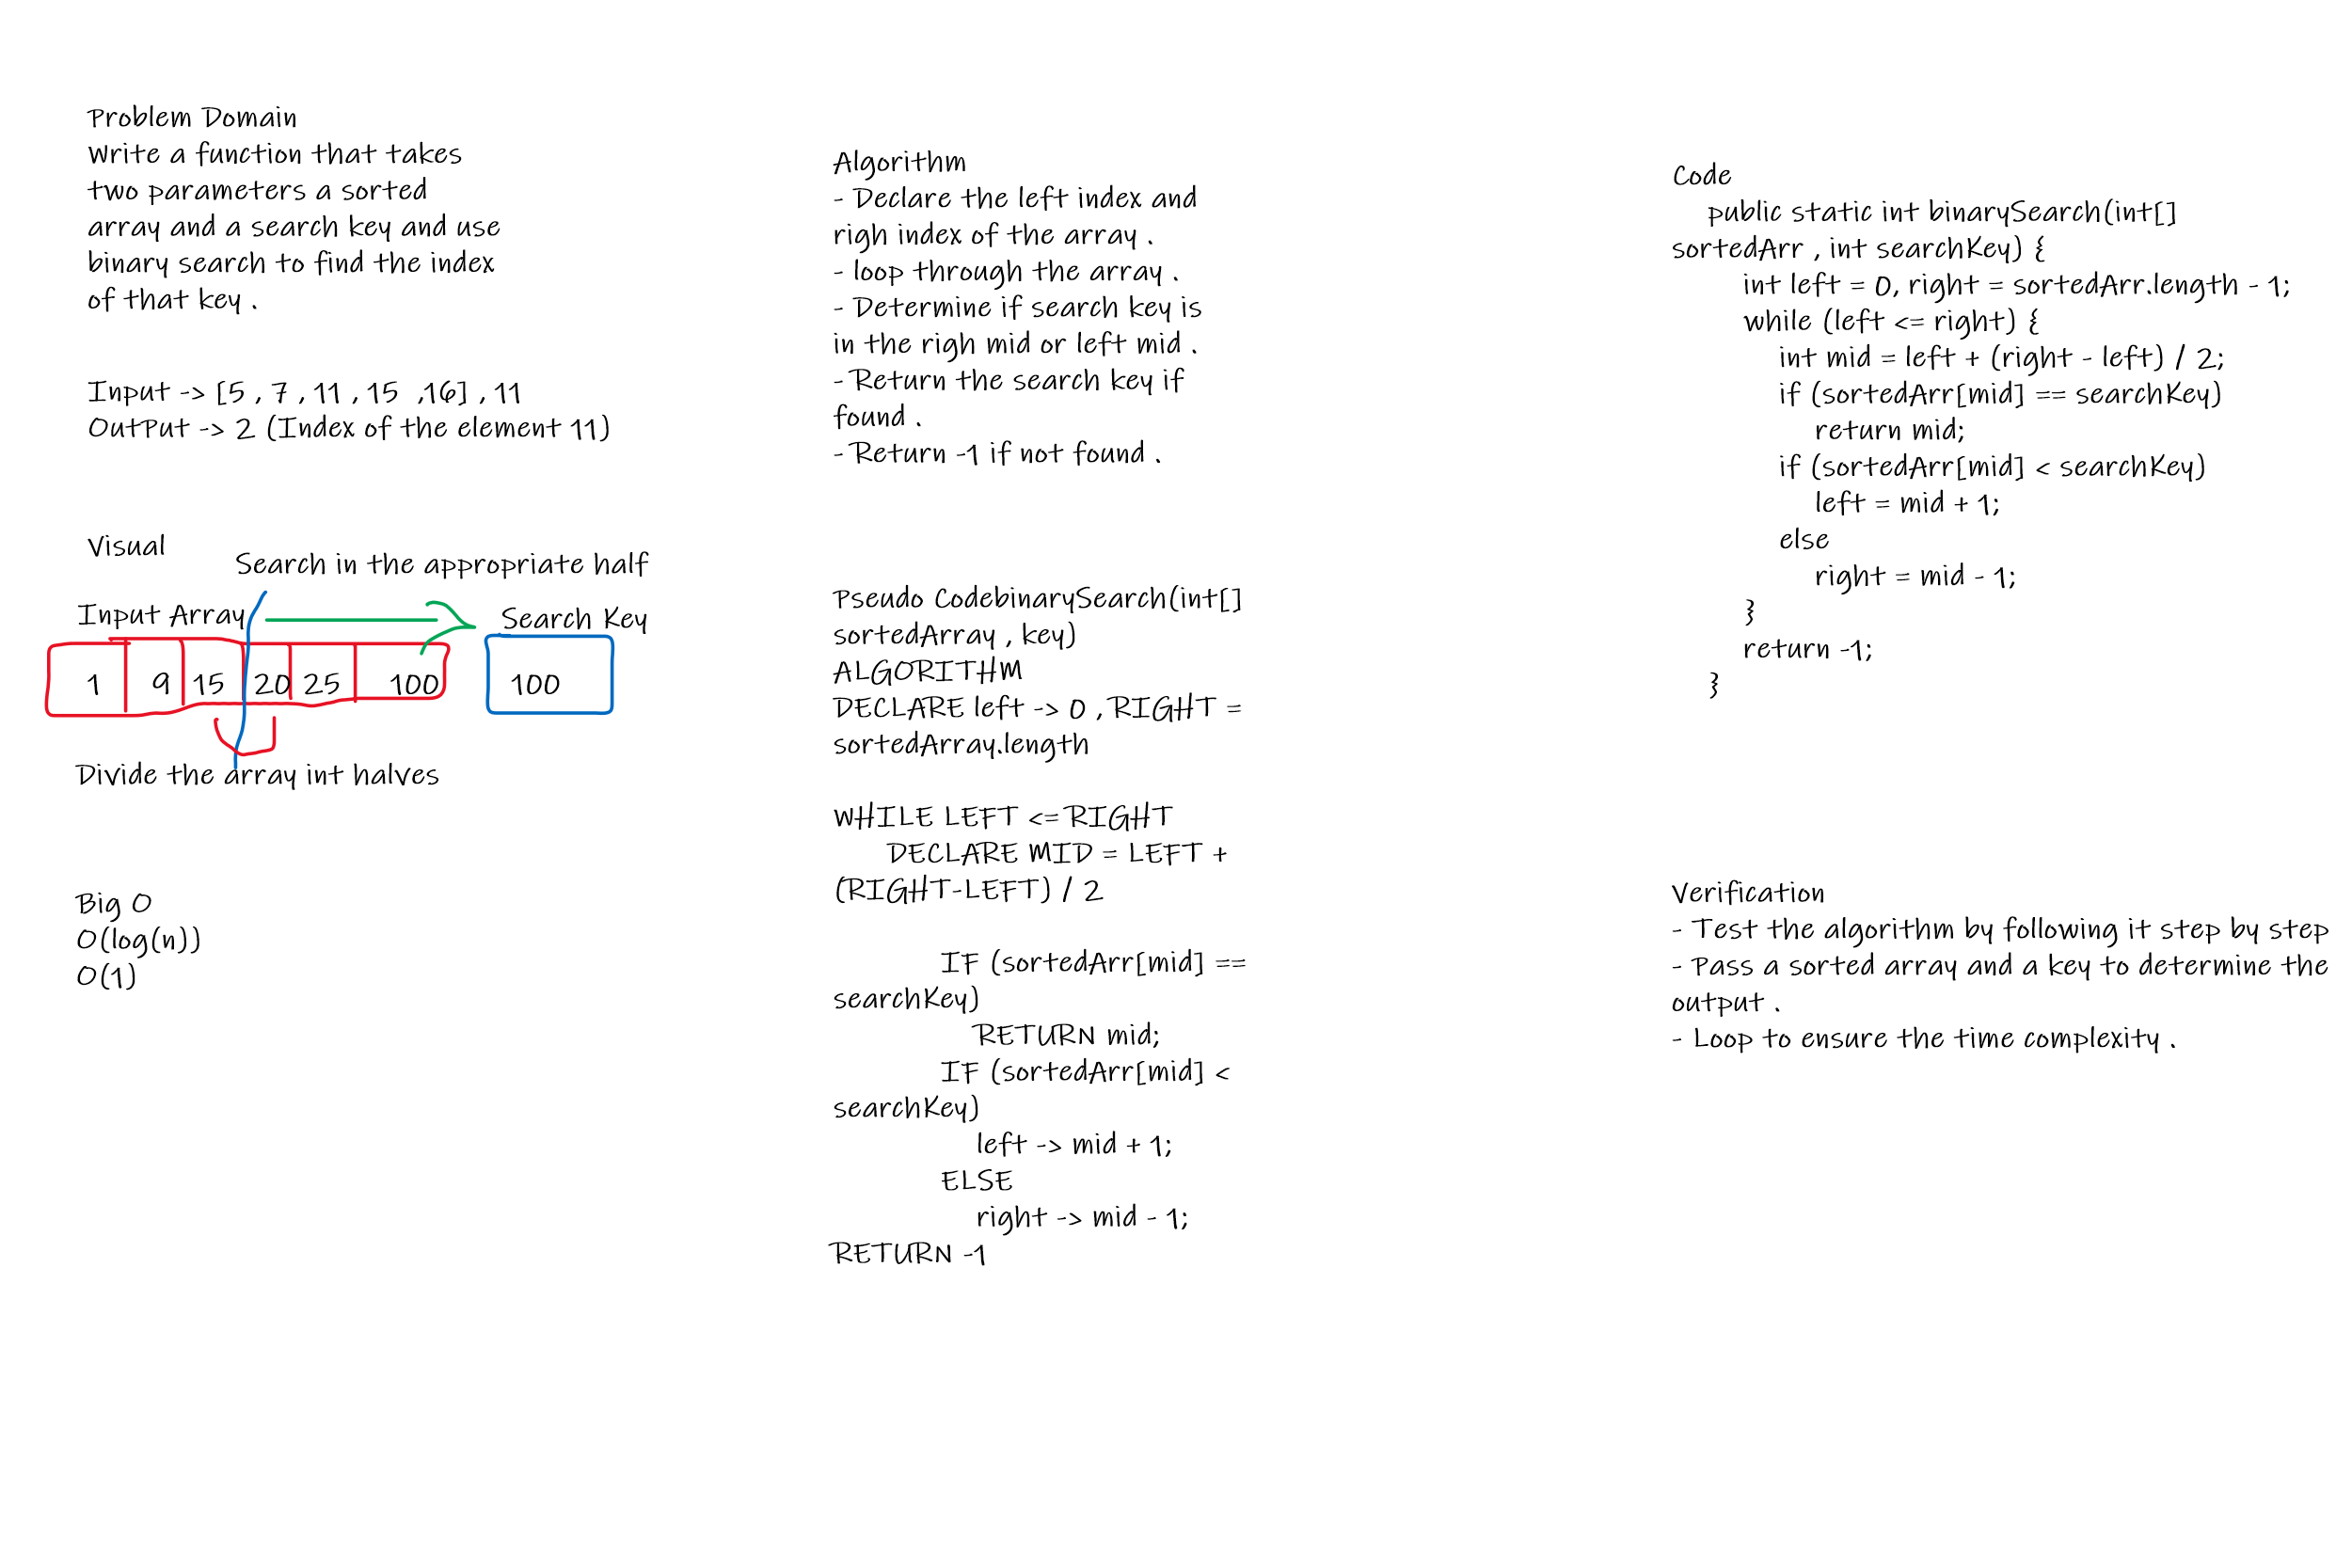 Problem Domain
Write a function that takes
two parameters a sorted
array and a search key and use
binary search to find the index
of that key .
Input -> [5 , 7 , 11 , 15  ,16] , 11
OutPut -> 2 (Index of the element 11)
Visual
Search in the appropriate half
Input Array
Search Key
1 9 15 20 25 100
100
Divide the array int halves
Big O
O(log(n))
O(1)
Algorithm
- Declare the left index and
righ index of the array .
- loop through the array .
- Determine if search key is
in the righ mid or left mid .
- Return the search key if
found .
- Return -1 if not found .
Pseudo CodebinarySearch(int[]
sortedArray , key)
ALGORITHM
DECLARE left -> 0 , RIGHT =
sortedArray.length
WHILE LEFT <= RIGHT
DECLARE MID = LEFT +
(RIGHT-LEFT) / 2
IF (sortedArr[mid] ==
searchKey)
RETURN mid;
IF (sortedArr[mid] <
searchKey)
left -> mid + 1;
ELSE
right -> mid - 1;
RETURN -1
Code
public static int binarySearch(int[]
sortedArr , int searchKey) {
int left = 0, right = sortedArr.length - 1;
while (left <= right) {
int mid = left + (right - left) / 2;
if (sortedArr[mid] == searchKey)
return mid;
if (sortedArr[mid] < searchKey)
left = mid + 1;
else
right = mid - 1;
}
return -1;
}
Verification
- Test the algorithm by following it step by step
- Pass a sorted array and a key to determine the
output .
- Loop to ensure the time complexity .